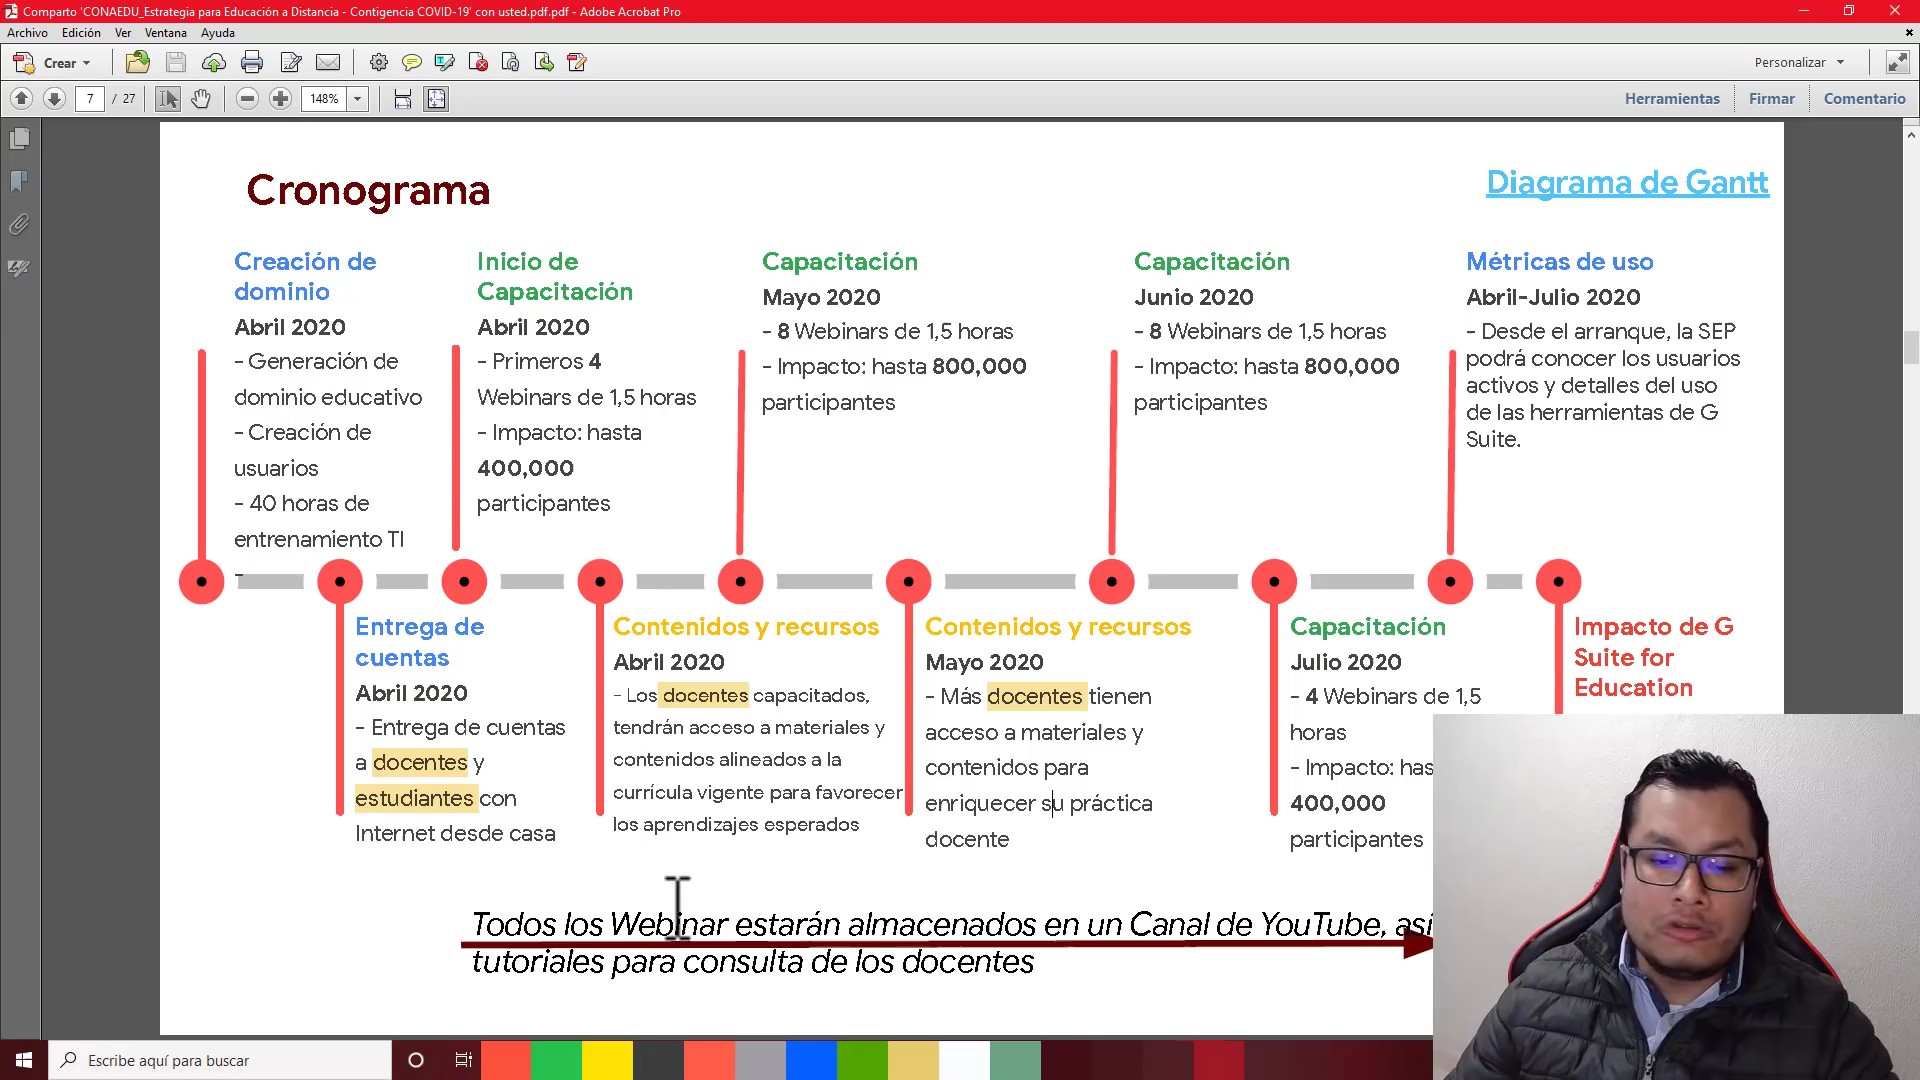 Comparto 'CONAEDU_Estrategia para Educación a Distancia - Contigencia COVID-19' con usted.pdf.pdf - Adobe Acrobat Pro
Archivo Edición Ver Ventana Ayuda
Crear
Personalizar
7 / 27
148%
Herramientas Firmar Comentario
Cronograma
Diagrama de Gantt
Creación de
dominio
Abril 2020
- Generación de
dominio educativo
- Creación de
usuarios
- 40 horas de
entrenamiento TI
-
Inicio de
Capacitación
Abril 2020
- Primeros 4
Webinars de 1,5 horas
- Impacto: hasta
400,000
participantes
Capacitación
Mayo 2020
- 8 Webinars de 1,5 horas
- Impacto: hasta 800,000
participantes
Capacitación
Junio 2020
- 8 Webinars de 1,5 horas
- Impacto: hasta 800,000
participantes
Métricas de uso
Abril-Julio 2020
- Desde el arranque, la SEP
podrá conocer los usuarios
activos y detalles del uso
de las herramientas de G
Suite.
Entrega de
cuentas
Abril 2020
- Entrega de cuentas
a docentes y
estudiantes con
Internet desde casa
Contenidos y recursos
Abril 2020
- Los docentes capacitados,
tendrán acceso a materiales y
contenidos alineados a la
currícula vigente para favorecer
los aprendizajes esperados
Contenidos y recursos
Mayo 2020
- Más docentes tienen
acceso a materiales y
contenidos para
enriquecer su práctica
docente
Capacitación
Julio 2020
- 4 Webinars de 1,5
horas
- Impacto: has
400,000
participantes
Impacto de G
Suite for
Education
Todos los Webinar estarán almacenados en un Canal de YouTube, así
tutoriales para consulta de los docentes
Escribe aquí para buscar